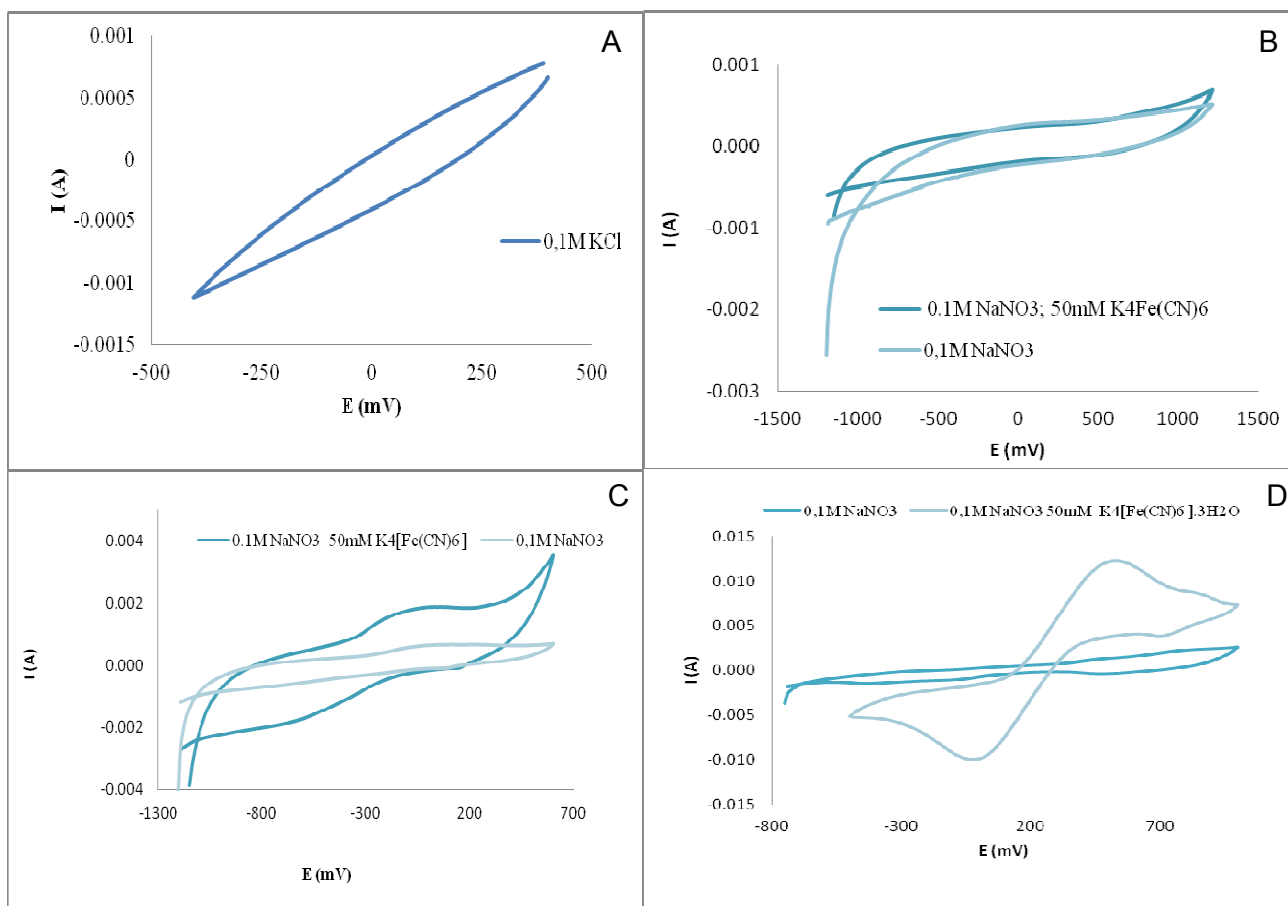 A
0.001
0.0005
0
-0.0005
-0.001
-0.0015
I (A)
0,1M KCl
-500 -250 0 250 500
E (mV)
B
0.001
0.000
-0.001
-0.002
-0.003
I (A)
0.1M NaNO3; 50mM K4Fe(CN)6
0,1M NaNO3
-1500 -1000 -500 0 500 1000 1500
E (mV)
C
0.1M NaNO3 50mM K4[Fe(CN)6] 0,1M NaNO3
0.004
0.002
0.000
-0.002
-0.004
I (A)
-1300 -800 -300 200 700
E (mV)
D
0,1M NaNO3 0,1M NaNO3 50mM K4[Fe(CN)6].3H2O
0.015
0.010
0.005
0.000
-0.005
-0.010
-0.015
I (A)
-800 -300 200 700
E (mV)